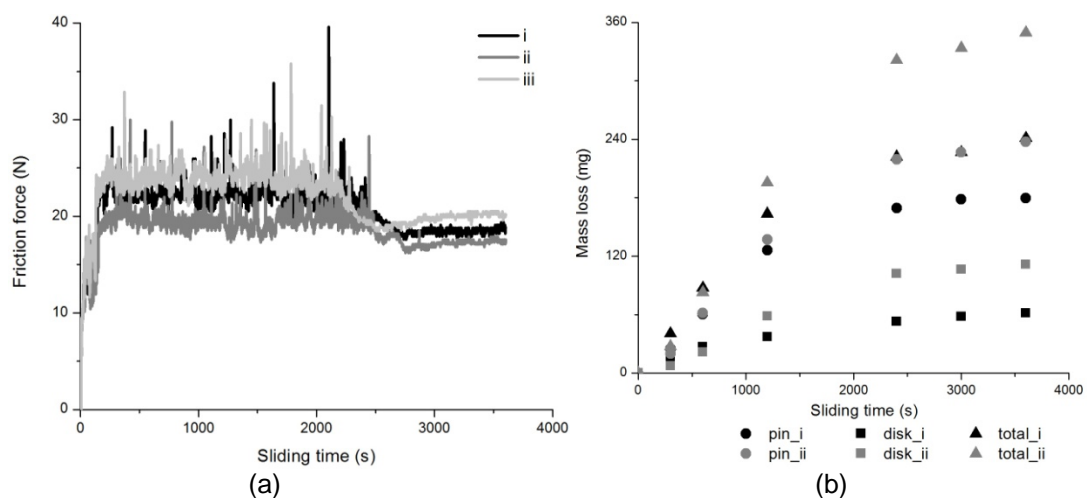 40
30
20
10
0
0
1000
2000
3000
4000
Friction force (N)
Sliding time (s)
i
ii
iii
(a)
360
240
120
0
0
1000
2000
3000
4000
Mass loss (mg)
Sliding time (s)
pin_i disk_i total_i
pin_ii disk_ii total_ii
(b)